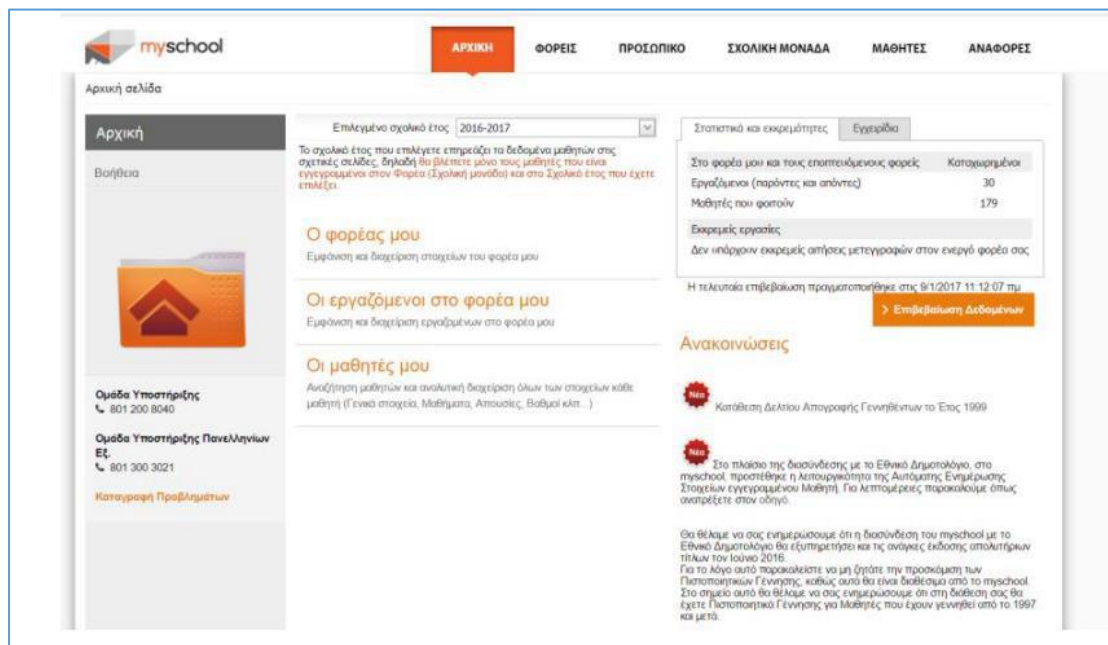 myschool
ΑΡΧΙΚΗ ΦΟΡΕΙΣ ΠΡΟΣΩΠΙΚΟ ΣΧΟΛΙΚΗ ΜΟΝΑΔΑ ΜΑΘΗΤΕΣ ΑΝΑΦΟΡΕΣ
Αρχική σελίδα
Αρχική
Βοήθεια
Ομάδα Υποστήριξης
801 200 8040
Ομάδα Υποστήριξης Πανελληνίων
Εξ.
801 300 3021
Καταγραφή Προβλημάτων
Επιλεγμένο σχολικό έτος 2016-2017
Το σχολικό έτος που επιλέγετε επηρεάζει τα δεδομένα μαθητών στις
σχετικές σελίδες, δηλαδή θα βλέπετε μόνο τους μαθητές που είναι
εγγεγραμμένοι στον Φορέα (Σχολική μονάδα) και στο Σχολικό έτος που έχετε
επιλέξει.
Ο φορέας μου
Εμφάνιση και διαχείριση στοιχείων του φορέα μου
Οι εργαζόμενοι στο φορέα μου
Εμφάνιση και διαχείριση εργαζομένων στο φορέα μου
Οι μαθητές μου
Αναζήτηση μαθητών και αναλυτική διαχείριση όλων των στοιχείων κάθε
μαθητή (Γενικά στοιχεία, Μαθήματα, Απουσίες, Βαθμοί κλπ...)
Στατιστικά και εκκρεμότητες Εγχειρίδια
Στο φορέα μου και τους εποπτευόμενους φορείς Καταχωρημένοι
Εργαζόμενοι (παρόντες και απόντες) 30
Μαθητές που φοιτούν 179
Εκκρεμείς εργασίες
Δεν υπάρχουν εκκρεμείς αιτήσεις μετεγγραφών στον ενεργό φορέα σας
Η τελευταία επιβεβαίωση πραγματοποιήθηκε στις 9/1/2017 11:12:07 πμ
> Επιβεβαίωση Δεδομένων
Ανακοινώσεις
Νέο
Κατάθεση Δελτίου Απογραφής Γεννηθέντων το Έτος 1999
Νέο
Στο πλαίσιο της διασύνδεσης με το Εθνικό Δημοτολόγιο, στο
myschool, προστέθηκε η λειτουργικότητα της Αυτόματης Ενημέρωσης
Στοιχείων εγγεγραμμένου Μαθητή. Για λεπτομέρειες παρακαλούμε όπως
ανατρέξετε στον οδηγό.
Θα θέλαμε να σας ενημερώσουμε ότι η διασύνδεση του myschool με το
Εθνικό Δημοτολόγιο θα εξυπηρετήσει και τις ανάγκες έκδοσης απολυτήριων
τίτλων τον Ιούνιο 2016.
Για το λόγο αυτό παρακαλείστε να μη ζητάτε την προσκόμιση των
Πιστοποιητικών Γέννησης, καθώς αυτά θα είναι διαθέσιμα από το myschool.
Στο σημείο αυτό θα θέλαμε να σας ενημερώσουμε ότι στη διάθεση σας θα
έχετε Πιστοποιητικά Γέννησης για Μαθητές που έχουν γεννηθεί από το 1997
και μετά.